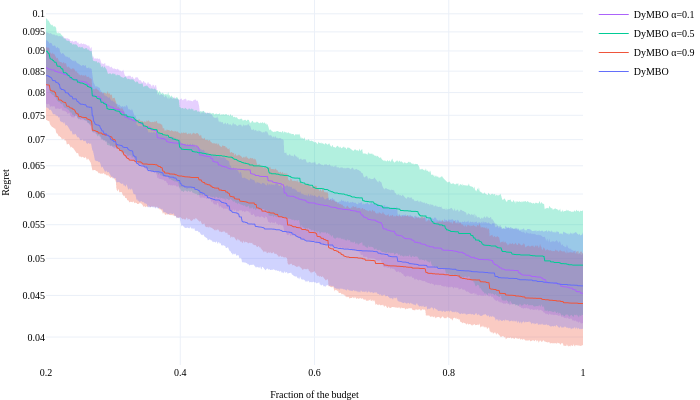 0.1
0.095
0.09
0.085
0.08
0.075
0.07
0.065
0.06
0.055
0.05
0.045
0.04
Regret
0.2 0.4 0.6 0.8 1
Fraction of the budget
DyMBO α=0.1
DyMBO α=0.5
DyMBO α=0.9
DyMBO